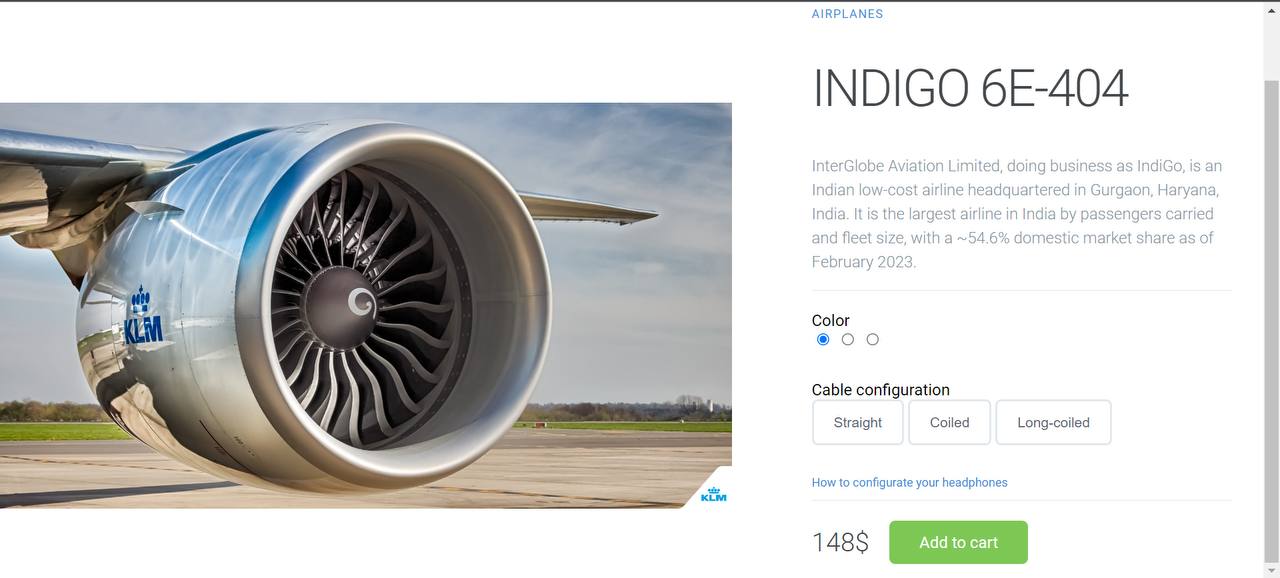 AIRPLANES
INDIGO 6E-404
InterGlobe Aviation Limited, doing business as IndiGo, is an
Indian low-cost airline headquartered in Gurgaon, Haryana,
India. It is the largest airline in India by passengers carried
and fleet size, with a ~54.6% domestic market share as of
February 2023.
Color
Cable configuration
Straight Coiled Long-coiled
How to configurate your headphones
148$ Add to cart
KLM
KLM